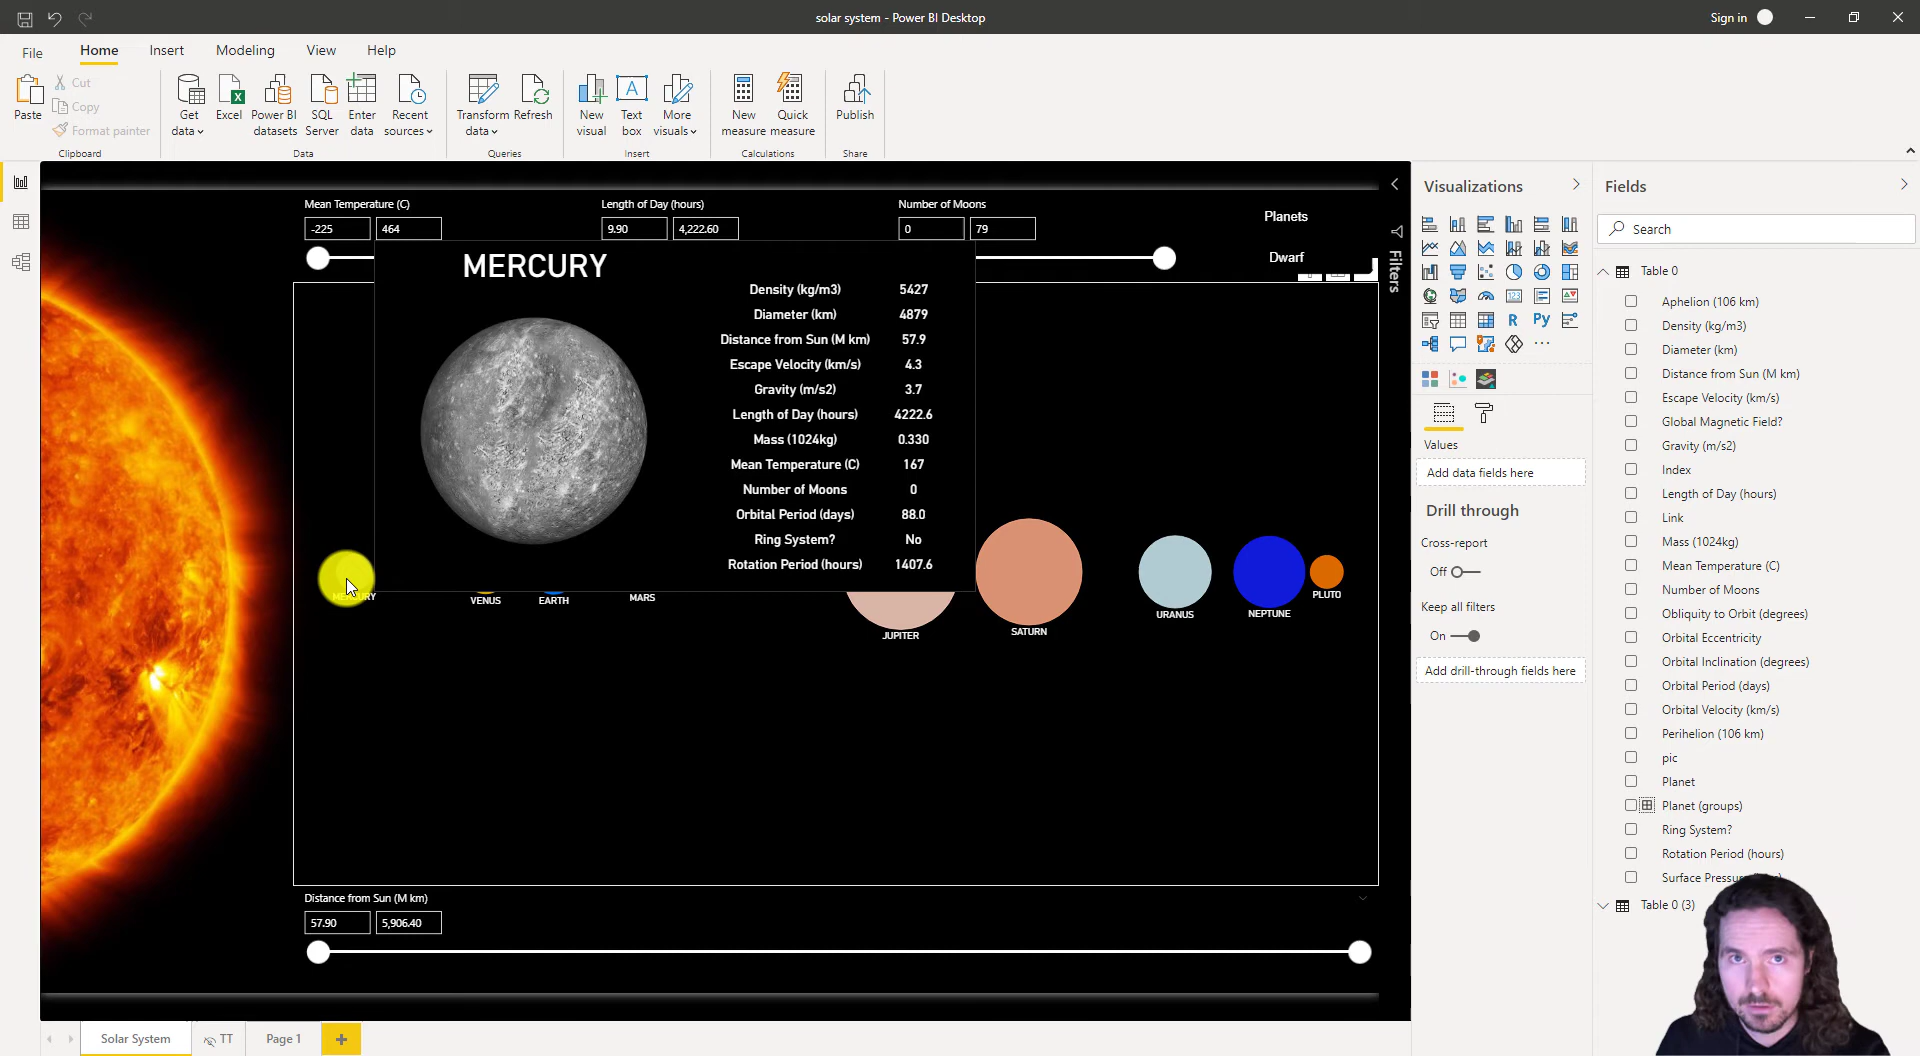 solar system - Power BI Desktop
Sign in
File
Home
Insert
Modeling
View
Help
Paste
Cut
Copy
Format painter
Clipboard
Get data
Excel
Power BI datasets
SQL Server
Enter data
Recent sources
Data
Transform data
Refresh
Queries
New visual
Text box
More visuals
Insert
New measure
Quick measure
Calculations
Publish
Share
Mean Temperature (C)
-225
464
Length of Day (hours)
9.90
4,222.60
Number of Moons
0
79
Planets
Dwarf
MERCURY
Density (kg/m3) 5427
Diameter (km) 4879
Distance from Sun (M km) 57.9
Escape Velocity (km/s) 4.3
Gravity (m/s2) 3.7
Length of Day (hours) 4222.6
Mass (1024kg) 0.330
Mean Temperature (C) 167
Number of Moons 0
Orbital Period (days) 88.0
Ring System? No
Rotation Period (hours) 1407.6
MERCURY
VENUS
EARTH
MARS
JUPITER
SATURN
URANUS
NEPTUNE
PLUTO
Distance from Sun (M km)
57.90
5,906.40
Solar System
TT
Page 1
Filters
Visualizations
R
Py
123
Values
Add data fields here
Drill through
Cross-report
Off
Keep all filters
On
Add drill-through fields here
Fields
Search
Table 0
Aphelion (106 km)
Density (kg/m3)
Diameter (km)
Distance from Sun (M km)
Escape Velocity (km/s)
Global Magnetic Field?
Gravity (m/s2)
Index
Length of Day (hours)
Link
Mass (1024kg)
Mean Temperature (C)
Number of Moons
Obliquity to Orbit (degrees)
Orbital Eccentricity
Orbital Inclination (degrees)
Orbital Period (days)
Orbital Velocity (km/s)
Perihelion (106 km)
pic
Planet
Planet (groups)
Ring System?
Rotation Period (hours)
Surface
Table 0 (3)